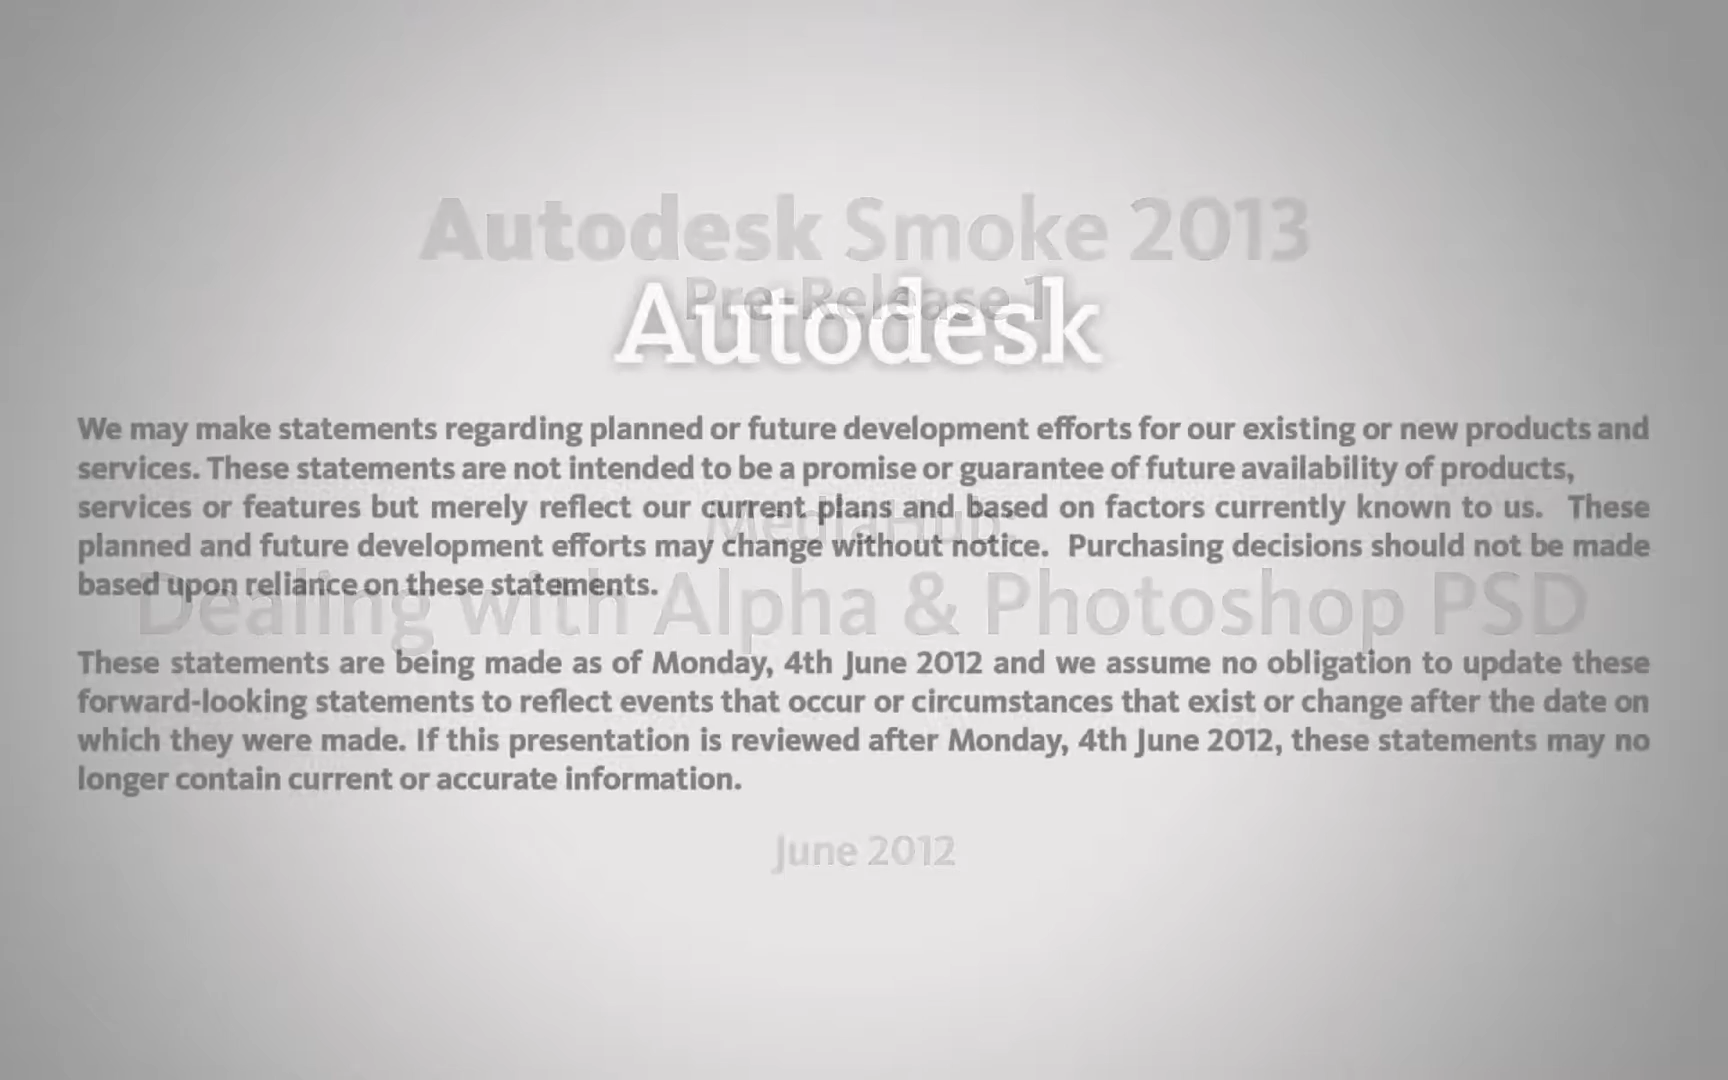 Autodesk Smoke 2013
Pre-Release 1
Autodesk
We may make statements regarding planned or future development efforts for our existing or new products and
services. These statements are not intended to be a promise or guarantee of future availability of products,
services or features but merely reflect our current plans and based on factors currently known to us. These
MediaHub:
planned and future development efforts may change without notice. Purchasing decisions should not be made
based upon reliance on these statements.
Dealing with Alpha & Photoshop PSD
These statements are being made as of Monday, 4th June 2012 and we assume no obligation to update these
forward-looking statements to reflect events that occur or circumstances that exist or change after the date on
which they were made. If this presentation is reviewed after Monday, 4th June 2012, these statements may no
longer contain current or accurate information.
June 2012